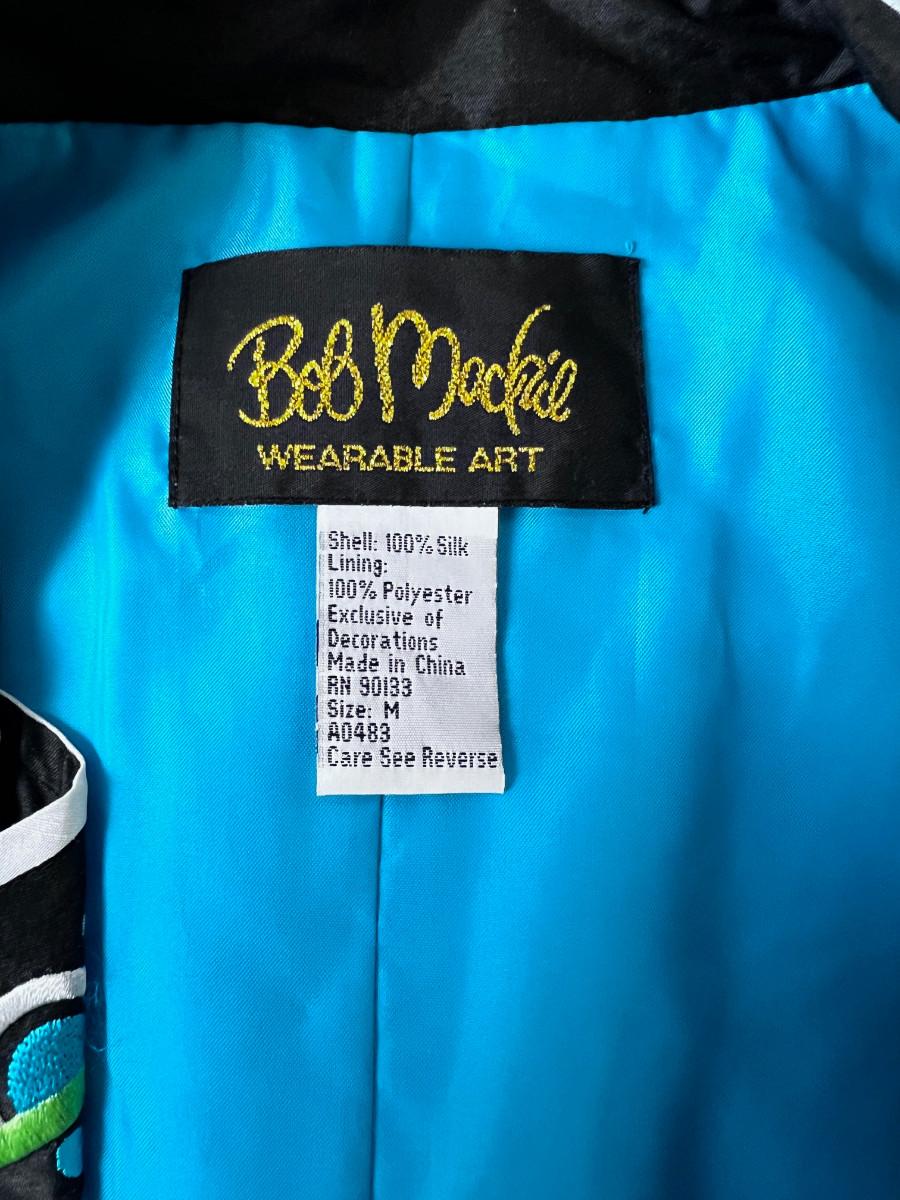 Bob Mackie
WEARABLE ART
Shell: 100% Silk
Lining:
100% Polyester
Exclusive of
Decorations
Made in China
RN 90133
Size: M
A0483
Care See Reverse